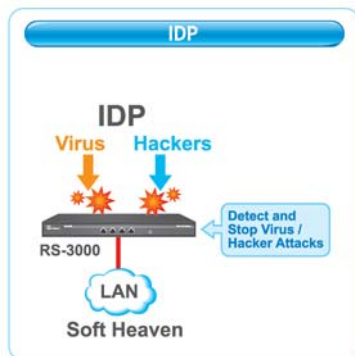 IDP
IDP
Virus
Hackers
Detect and
Stop Virus /
Hacker Attacks
RS-3000
LAN
Soft Heaven